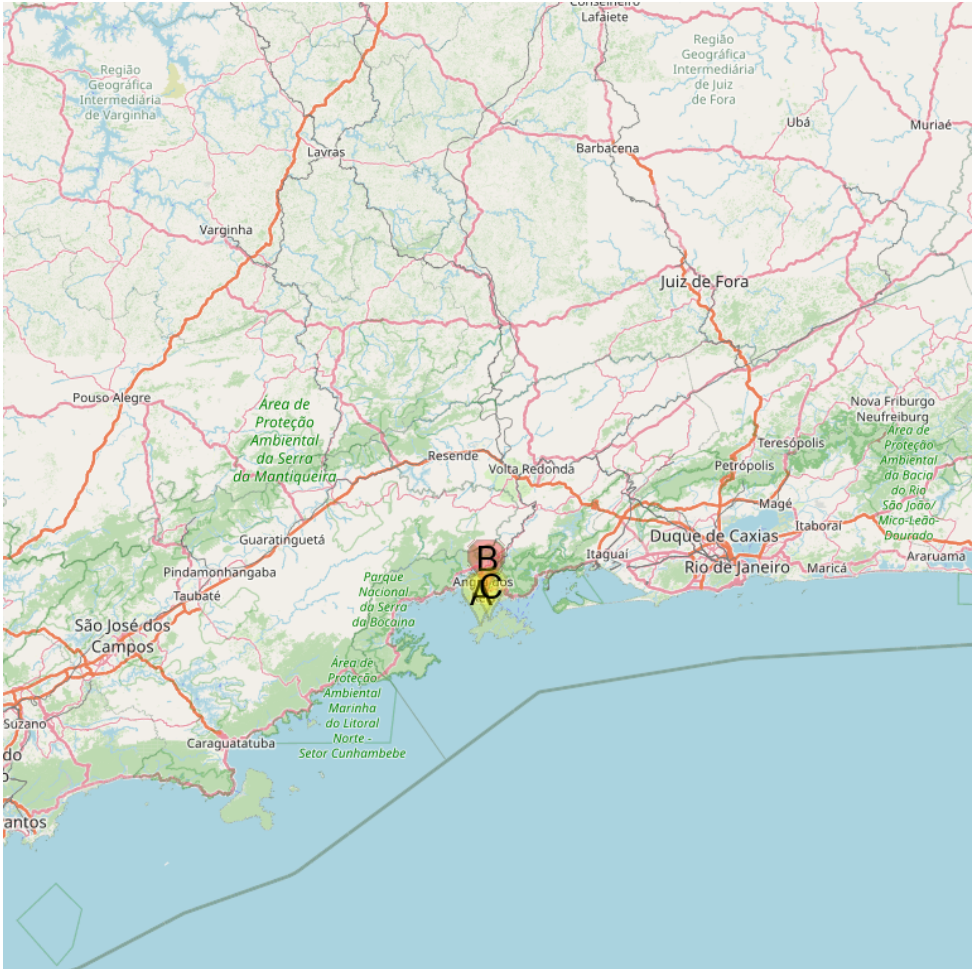 Conselheiro
Lafaiete
Região
Geográfica
Intermediária
de Varginha
Região
Geográfica
Intermediária
de Juiz
de Fora
Ubá
Muriaé
Barbacena
Lavras
Varginha
Juiz de Fora
Pouso Alegre
Área de
Proteção
Ambiental
da Serra
da Mantiqueira
Nova Friburgo
Neufreiburg
Área de
Proteção
Ambiental
da Bacia
do Rio
São João/
Mico-Leão-
Dourado
Teresópolis
Resende
Volta Redonda
Petrópolis
Magé
Itaboraí
Guaratinguetá
Duque de Caxias
B
Itaguaí
Araruama
Rio de Janeiro
Maricá
Pindamonhangaba
Taubaté
Parque
Nacional
da Serra
da Bocaina
A
C
São José dos
Campos
Área de
Proteção
Ambiental
Marinha
do Litoral
Norte -
Setor Cunhambebe
Suzano
Caraguatatuba
do
antos